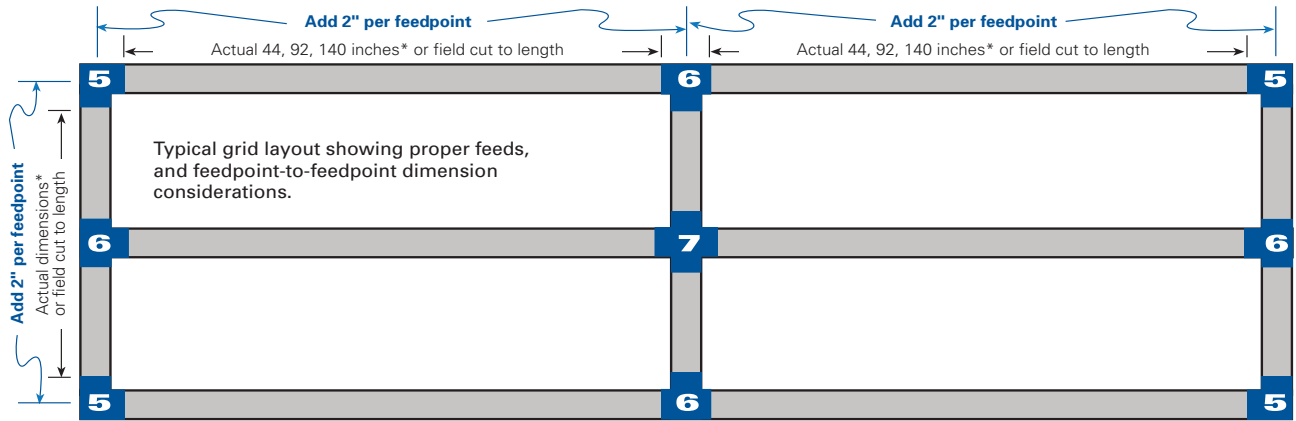 Add 2" per feedpoint
Add 2" per feedpoint
Actual 44, 92, 140 inches* or field cut to length
Actual 44, 92, 140 inches* or field cut to length
5
6
5
Typical grid layout showing proper feeds,
and feedpoint-to-feedpoint dimension
considerations.
Add 2" per feedpoint
Actual dimensions*
or field cut to length
6
7
6
5
6
5